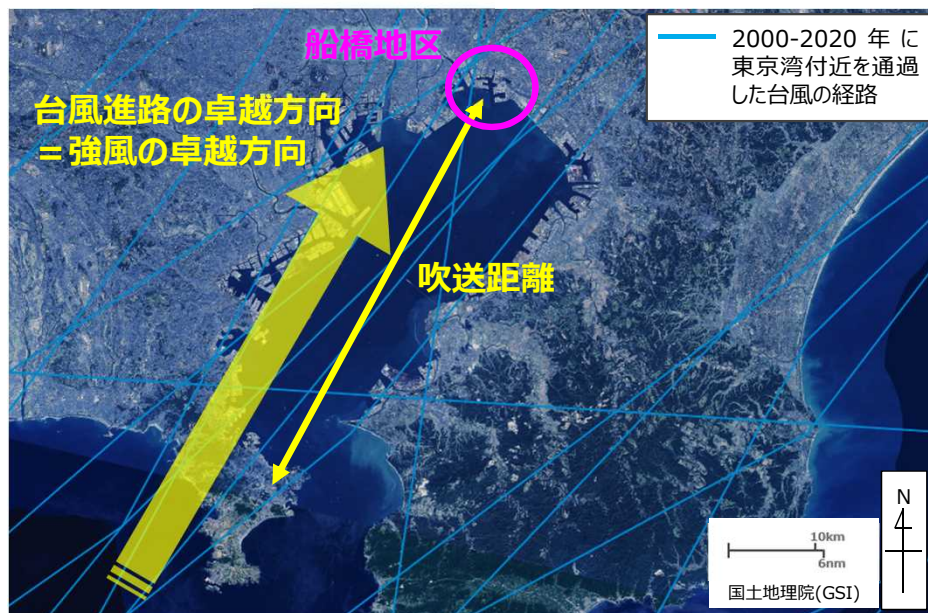 船橋地区
2000-2020 年 に
東京湾付近を通過
した台風の経路
台風進路の卓越方向
＝強風の卓越方向
吹送距離
N
10km
6nm
国土地理院(GSI)